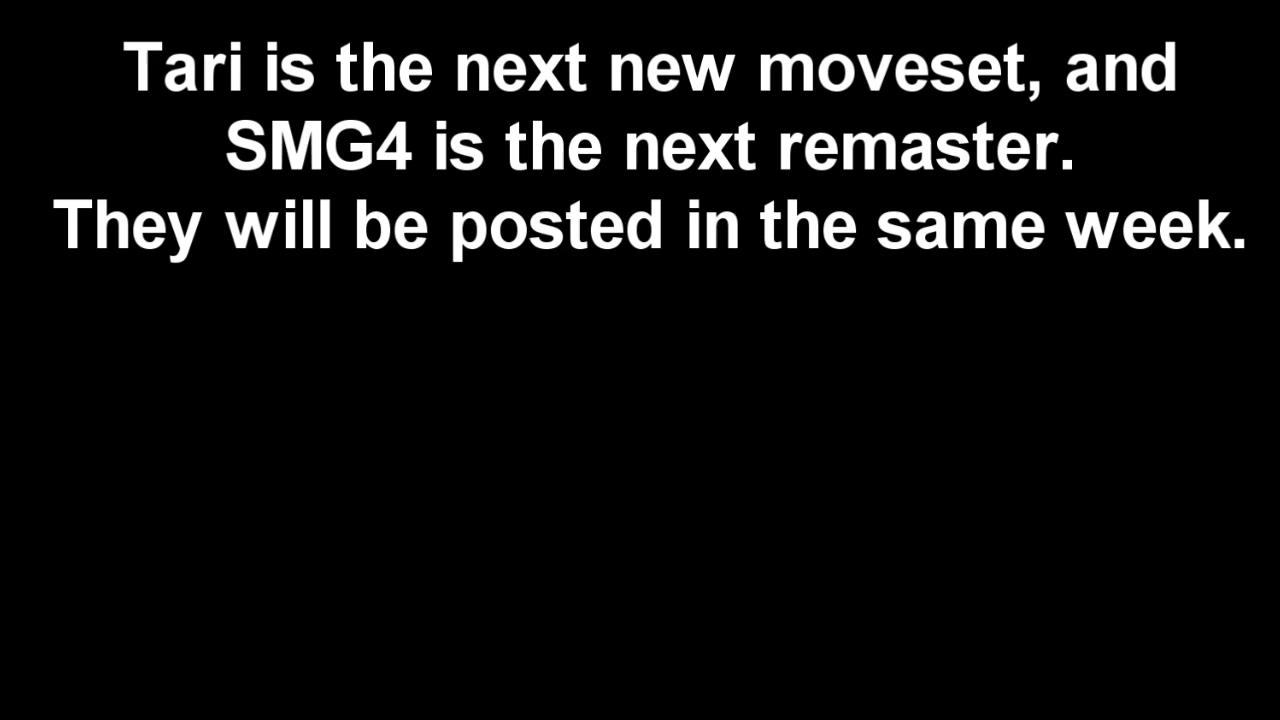 Tari is the next new moveset, and
SMG4 is the next remaster.
They will be posted in the same week.